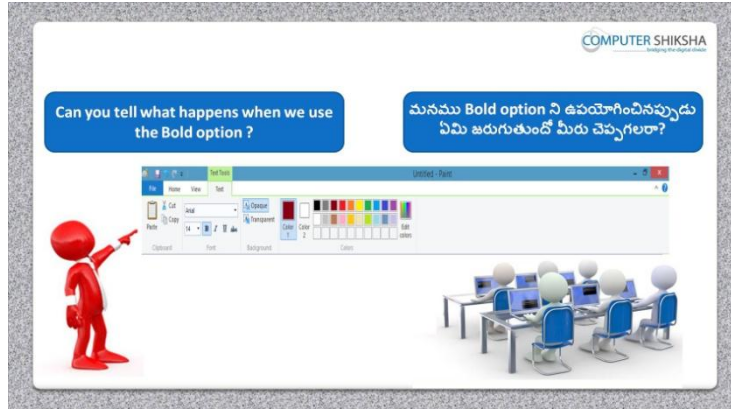 COMPUTER SHIKSHA
bridging the digital divide
Can you tell what happens when we use
the Bold option ?
మనము Bold option ని ఉపయోగించినప్పుడు
ఏమి జరుగుతుందో మీరు చెప్పగలరా?
Text Tools
Untitled - Paint
File Home View Text
Cut
Copy
Paste
Arial
14 B I U abc
Opaque
Transparent
Color 1
Color 2
Edit colors
Clipboard Font Background Colors